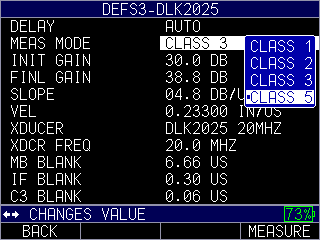 DEFS3-DLK2025
DELAY AUTO
MEAS MODE CLASS 3
CLASS 1
CLASS 2
CLASS 3
CLASS 5
INIT GAIN 30.0 DB
FINL GAIN 38.8 DB
SLOPE 04.8 DB/U
VEL 0.23300 IN/US
XDUCER DLK2025 20MHZ
XDCR FREQ 20.0 MHZ
MB BLANK 6.66 US
IF BLANK 0.30 US
C3 BLANK 0.06 US
↔ CHANGES VALUE 73%
BACK MEASURE